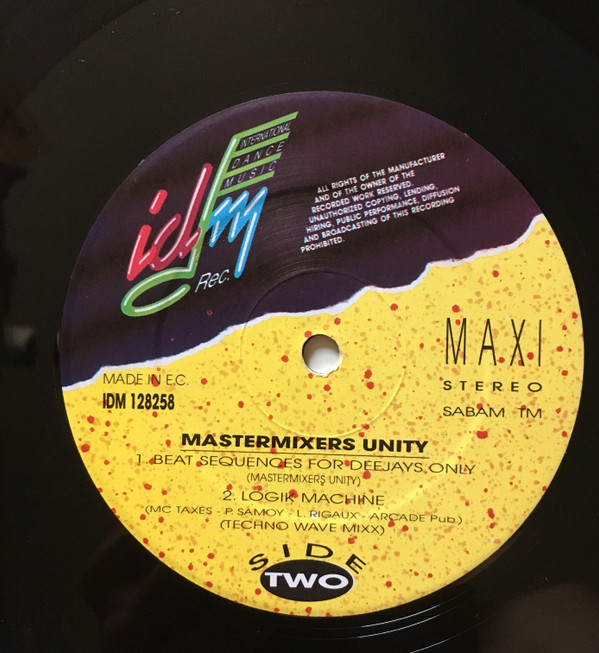 INTERNATIONAL
DANCE
MUSIC
i.d.m
Rec.
ALL RIGHTS OF THE MANUFACTURER
AND OF THE OWNER OF THE
RECORDED WORK RESERVED.
UNAUTHORIZED COPYING, LENDING,
HIRING, PUBLIC PERFORMANCE, DIFFUSION
AND BROADCASTING OF THIS RECORDING
PROHIBITED.
MAXI
STEREO
SABAM TM
MADE IN E.C.
IDM 128258
MASTERMIXERS UNITY
1. BEAT SEQUENCES FOR DEEJAYS ONLY
(MASTERMIXERS UNITY)
2. LOGIK MACHINE
(MC TAXES - P. SAMOY - L. RIGAUX - ARCADE Pub.)
(TECHNO WAVE MIXX)
SIDE
TWO